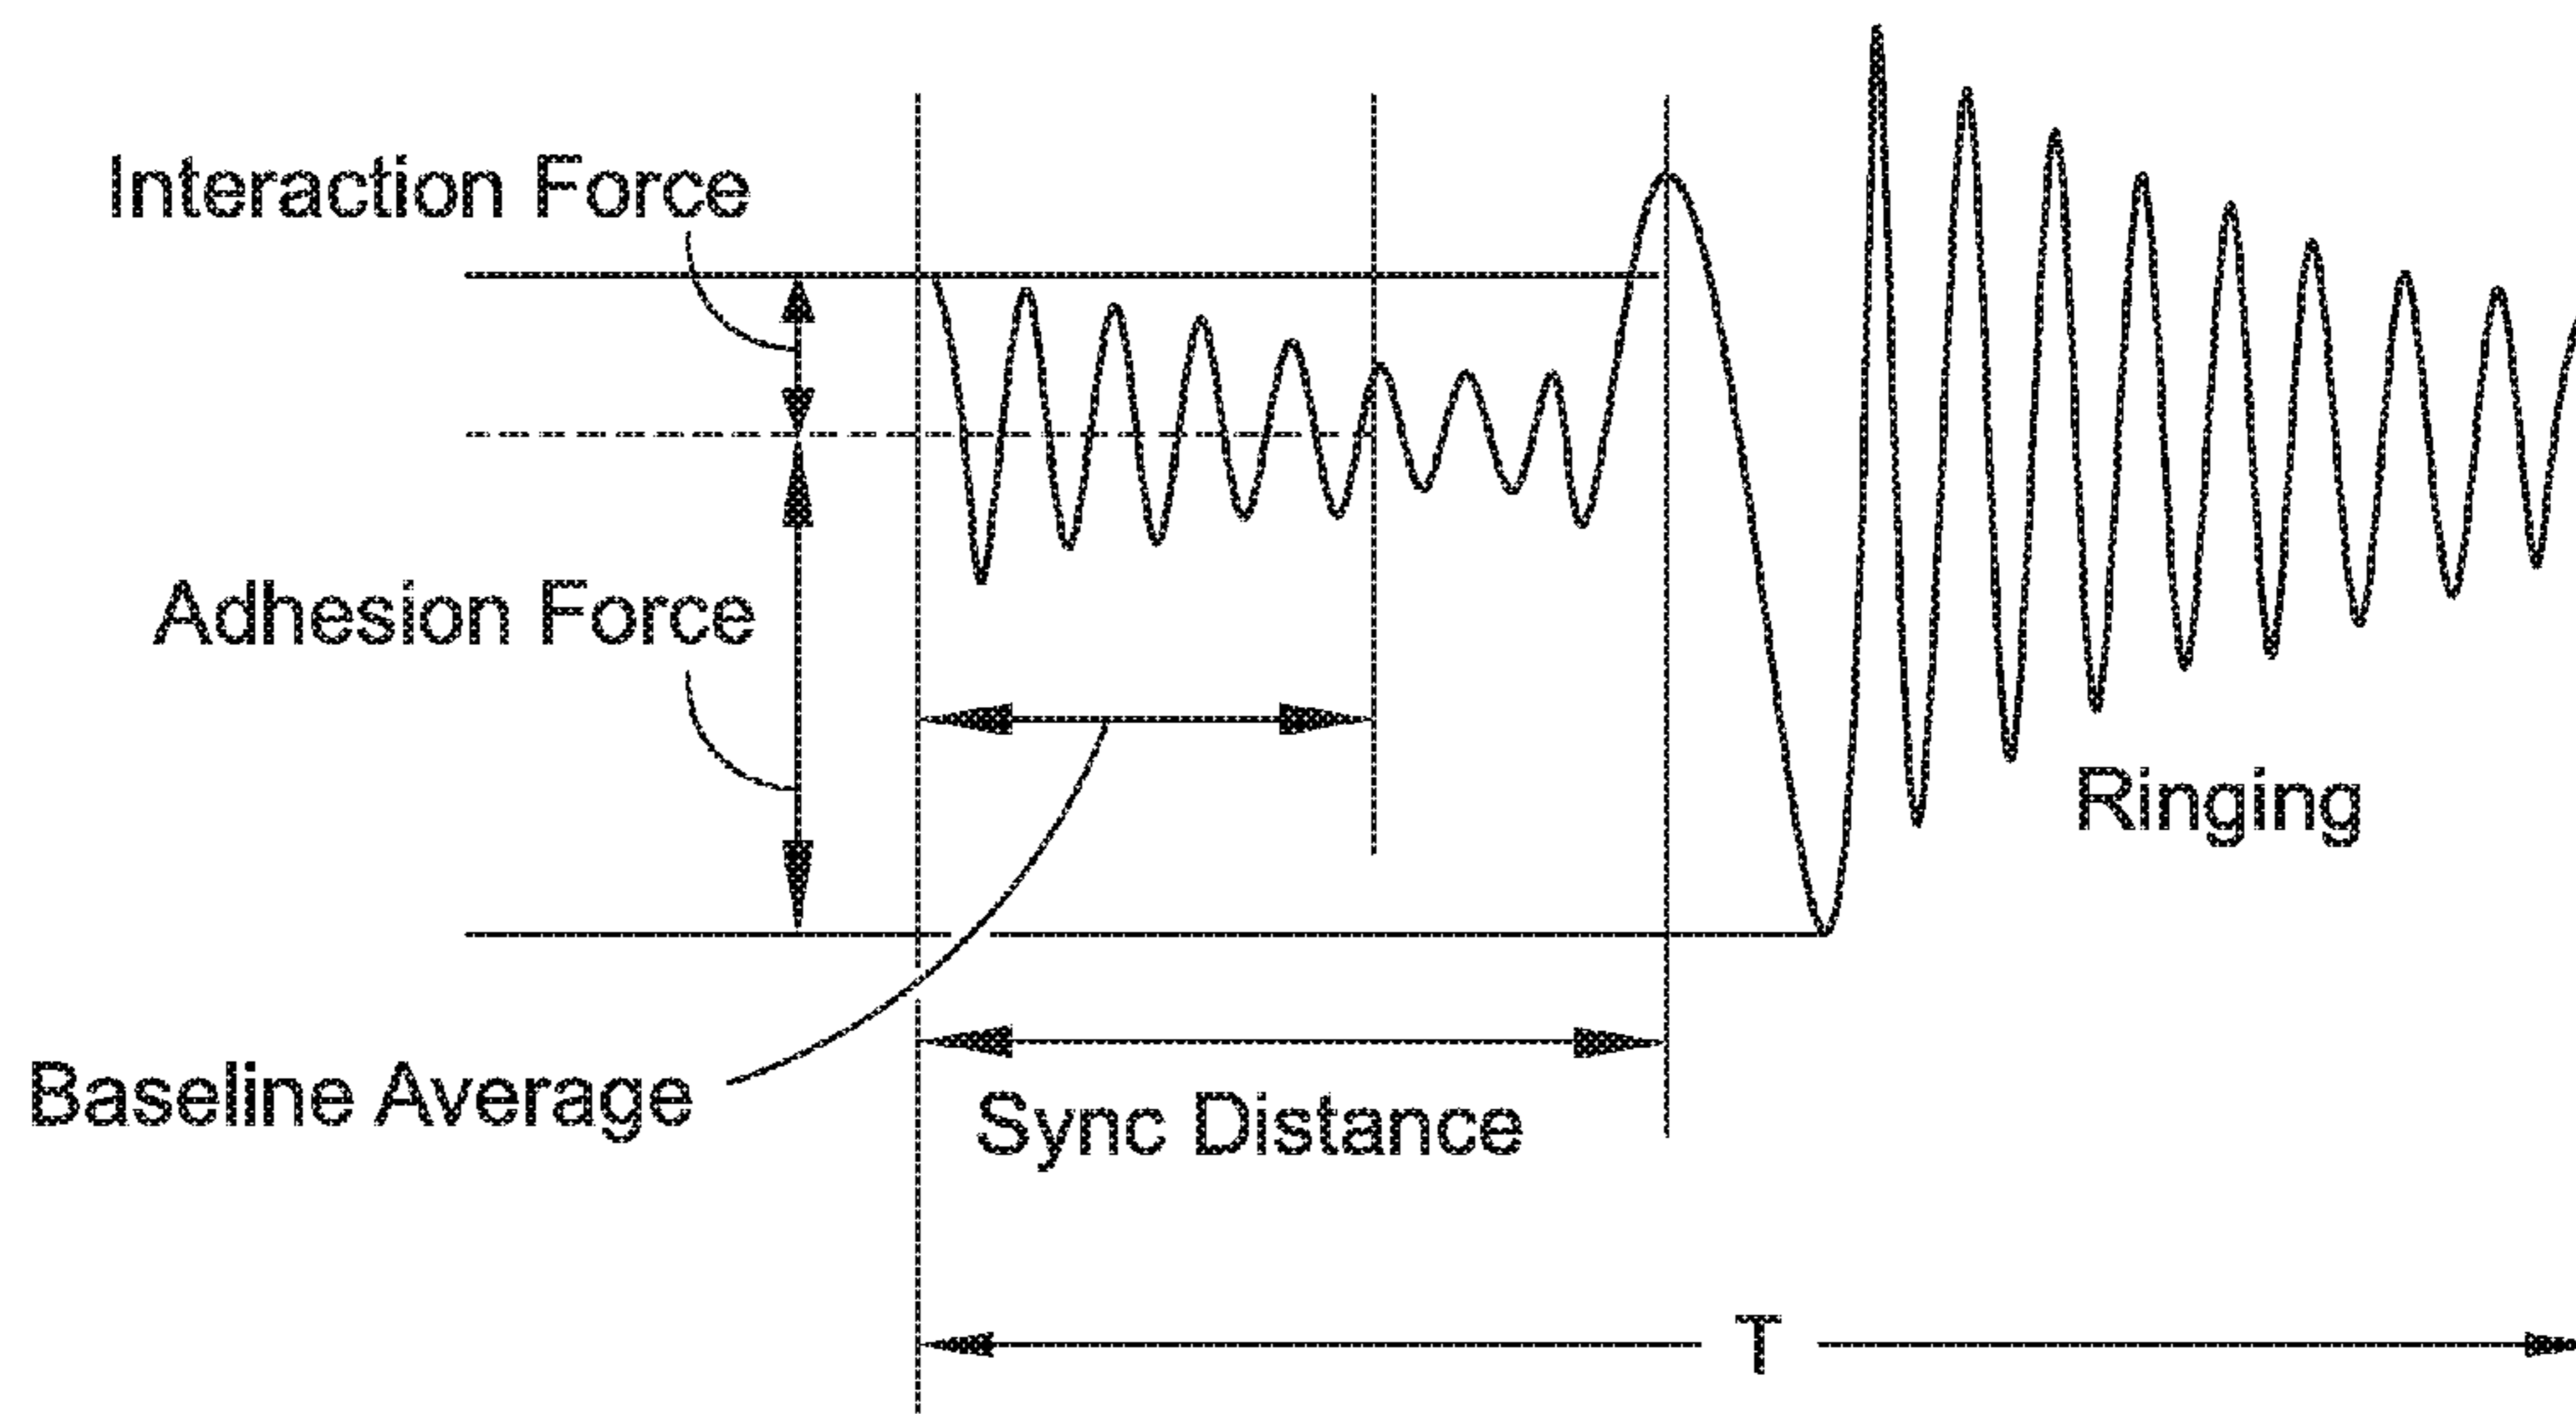 Interaction Force
Adhesion Force
Ringing
Baseline Average
Sync Distance
T